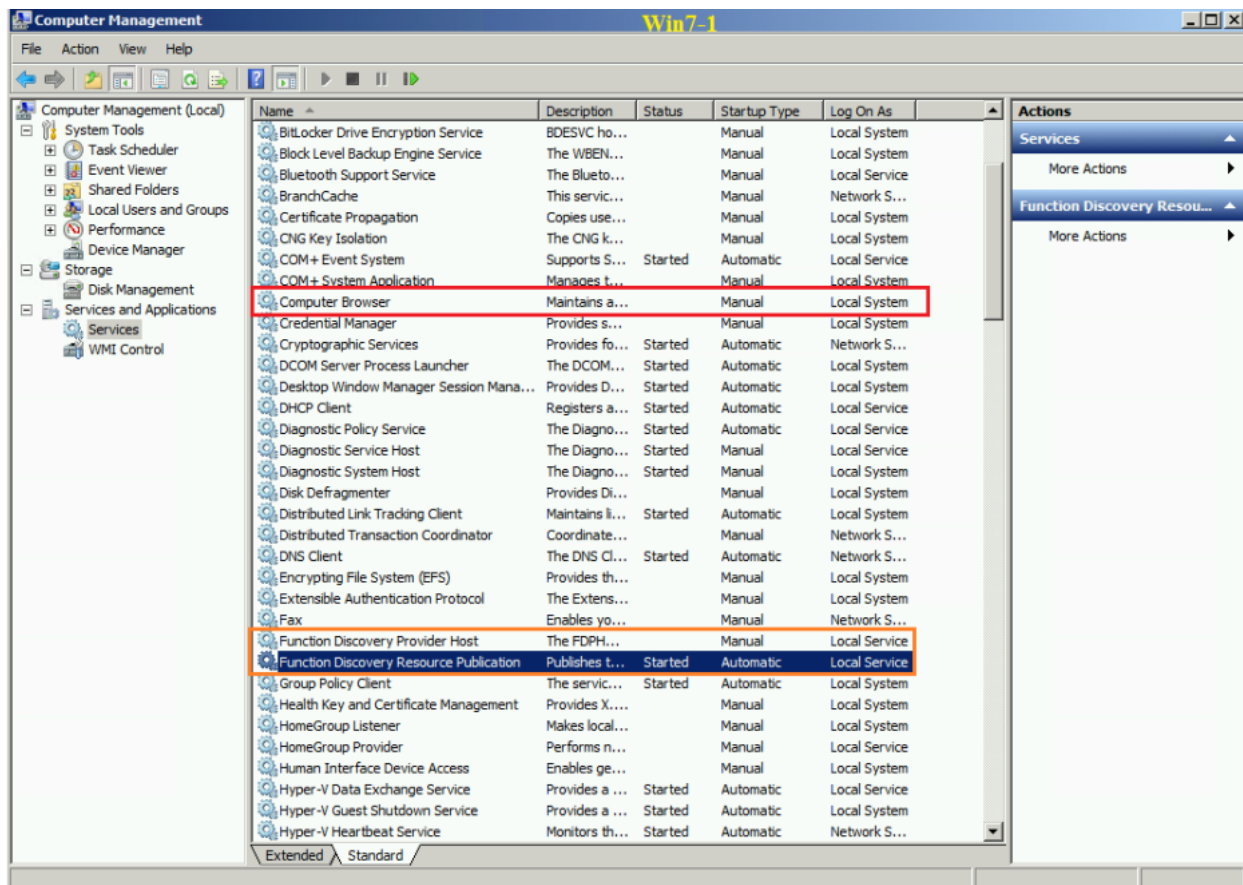 Computer Management Win7-1
File Action View Help
Computer Management (Local)
System Tools
Task Scheduler
Event Viewer
Shared Folders
Local Users and Groups
Performance
Device Manager
Storage
Disk Management
Services and Applications
Services
WMI Control
Name Description Status Startup Type Log On As
BitLocker Drive Encryption Service BDESVC ho... Manual Local System
Block Level Backup Engine Service The WBEN... Manual Local System
Bluetooth Support Service The Blueto... Manual Local Service
BranchCache This servic... Manual Network S...
Certificate Propagation Copies use... Manual Local System
CNG Key Isolation The CNG k... Manual Local System
COM+ Event System Supports S... Started Automatic Local Service
COM+ System Application Manages t... Manual Local System
Computer Browser Maintains a... Manual Local System
Credential Manager Provides s... Manual Local System
Cryptographic Services Provides fo... Started Automatic Network S...
DCOM Server Process Launcher The DCOM... Started Automatic Local System
Desktop Window Manager Session Mana... Provides D... Started Automatic Local System
DHCP Client Registers a... Started Automatic Local Service
Diagnostic Policy Service The Diagno... Started Automatic Local Service
Diagnostic Service Host The Diagno... Started Manual Local Service
Diagnostic System Host The Diagno... Started Manual Local System
Disk Defragmenter Provides Di... Manual Local System
Distributed Link Tracking Client Maintains li... Started Automatic Local System
Distributed Transaction Coordinator Coordinate... Manual Network S...
DNS Client The DNS Cl... Started Automatic Network S...
Encrypting File System (EFS) Provides th... Manual Local System
Extensible Authentication Protocol The Extens... Manual Local System
Fax Enables yo... Manual Network S...
Function Discovery Provider Host The FDPH... Manual Local Service
Function Discovery Resource Publication Publishes t... Started Automatic Local Service
Group Policy Client The servic... Started Automatic Local System
Health Key and Certificate Management Provides X.... Manual Local System
HomeGroup Listener Makes local... Manual Local System
HomeGroup Provider Performs n... Manual Local Service
Human Interface Device Access Enables ge... Manual Local System
Hyper-V Data Exchange Service Provides a ... Started Automatic Local System
Hyper-V Guest Shutdown Service Provides a ... Started Automatic Local System
Hyper-V Heartbeat Service Monitors th... Started Automatic Network S...
Extended Standard
Actions
Services
More Actions
Function Discovery Resou...
More Actions